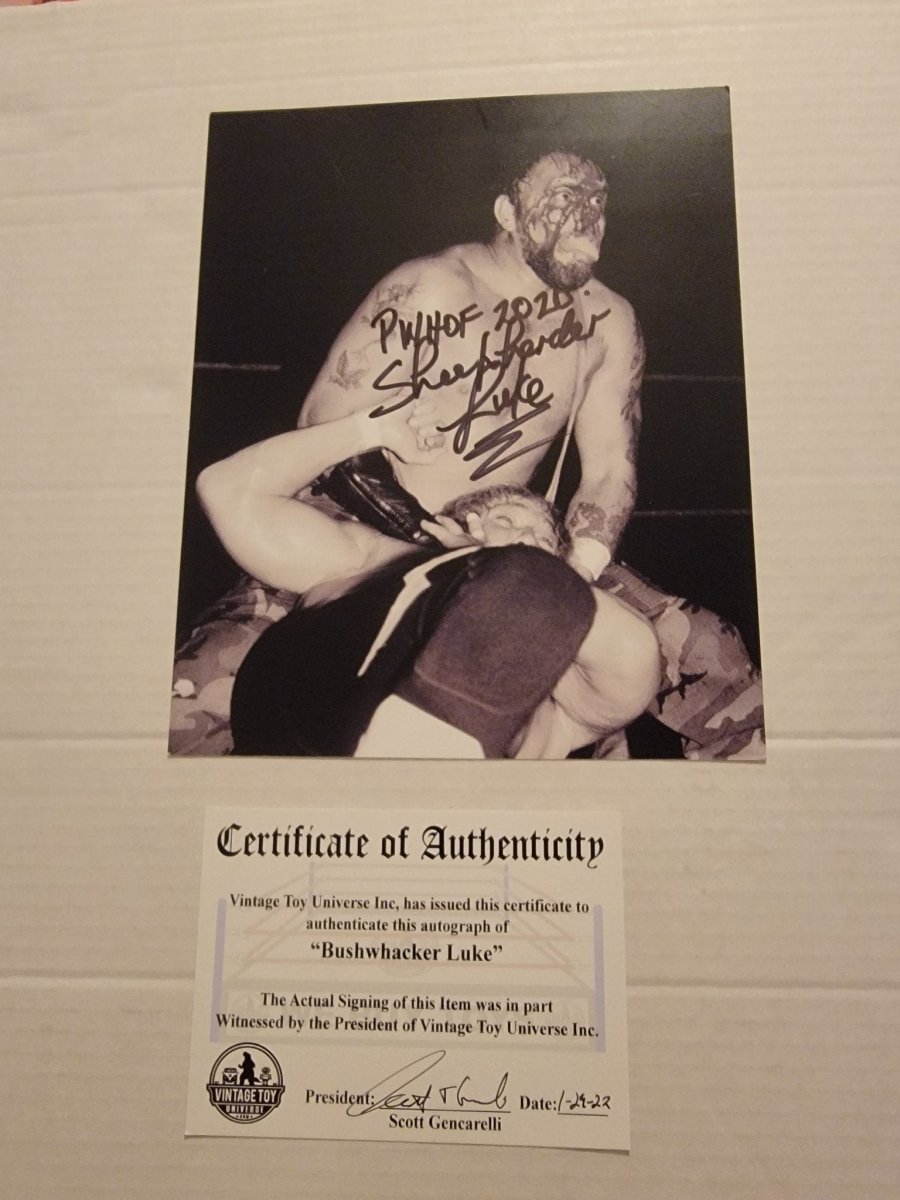 PWHOF 2020
Sheepherder
Luke
Certificate of Authenticity
Vintage Toy Universe Inc, has issued this certificate to
authenticate this autograph of
“Bushwhacker Luke”
The Actual Signing of this Item was in part
Witnessed by the President of Vintage Toy Universe Inc.
VINTAGE TOY
UNIVERSE
President: Scott Date: 1-29-22
Scott Gencarelli